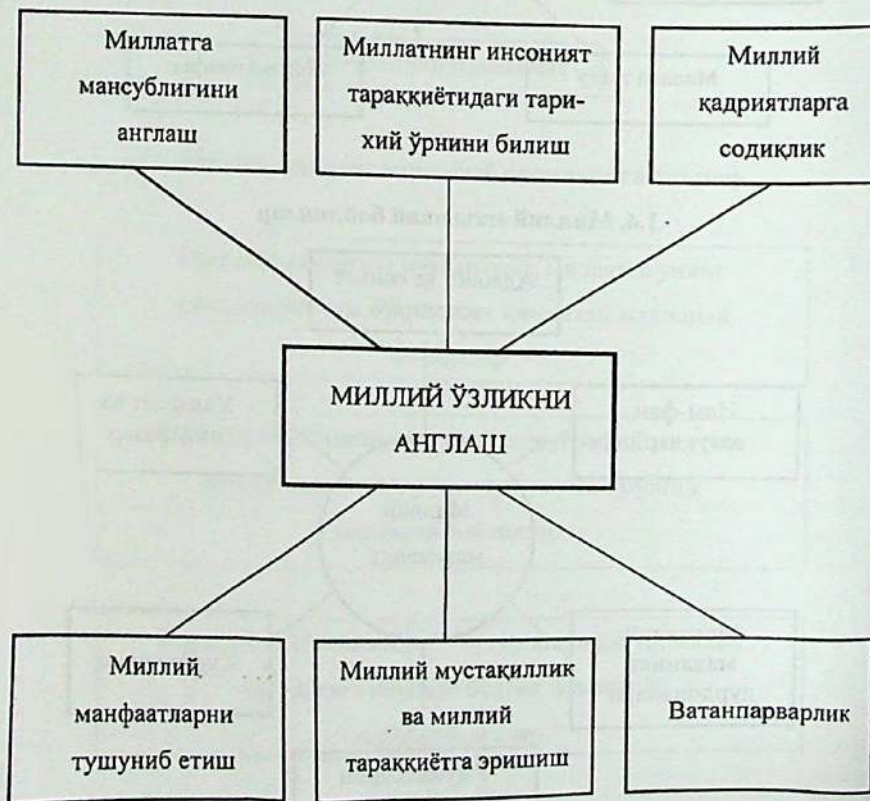 Миллатга
мансублигини
англаш
Миллатнинг инсоният
тараққиётидаги тари-
хий ўрнини билиш
Миллий
қадриятларга
содиқлик
МИЛЛИЙ ЎЗЛИКНИ
АНГЛАШ
Миллий
манфаатларни
тушуниб етиш
Миллий мустақиллик
ва миллий
тараққиётга эришиш
Ватанпарварлик